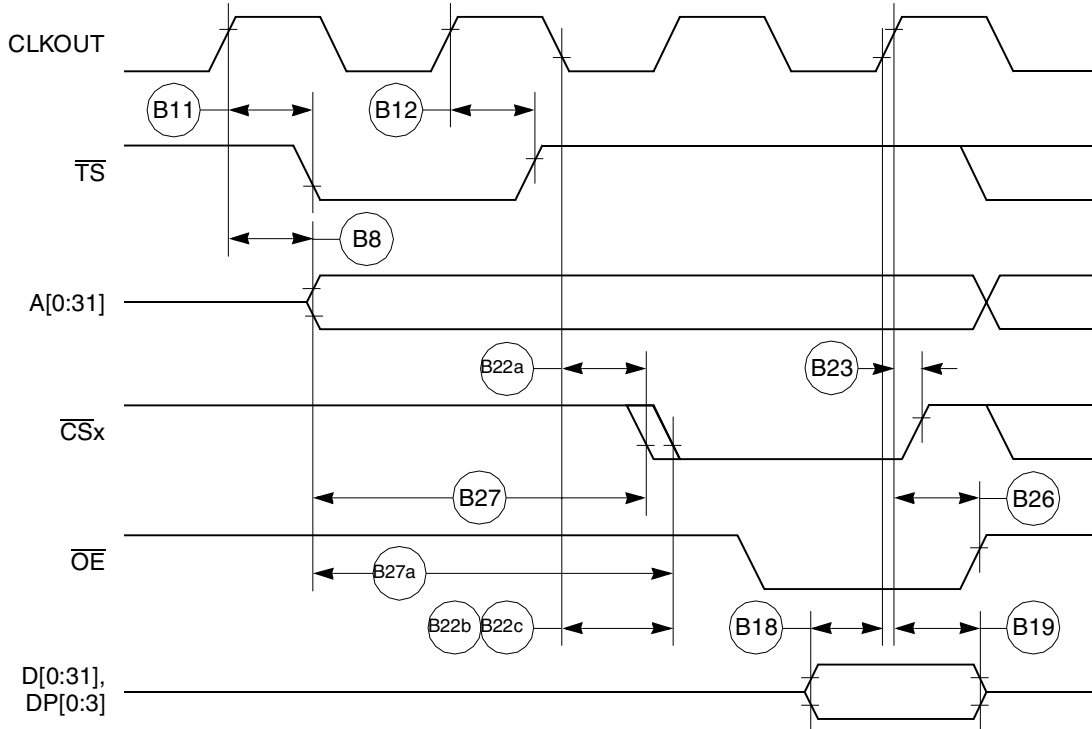 CLKOUT
B11
B12
TS
B8
A[0:31]
B22a
B23
CSx
B27
B26
OE
B27a
B22b B22c
B18
B19
D[0:31],
DP[0:3]